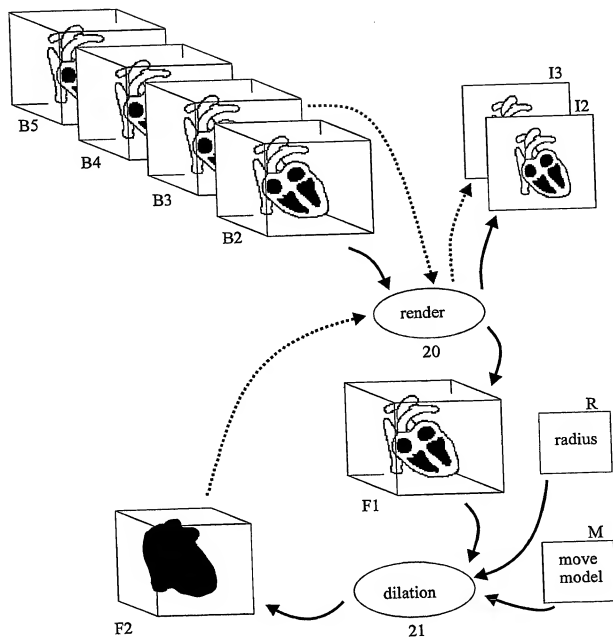 I3
I2
B5
B4
B3
B2
render
20
R
radius
F1
M
move
model
dilation
F2
21